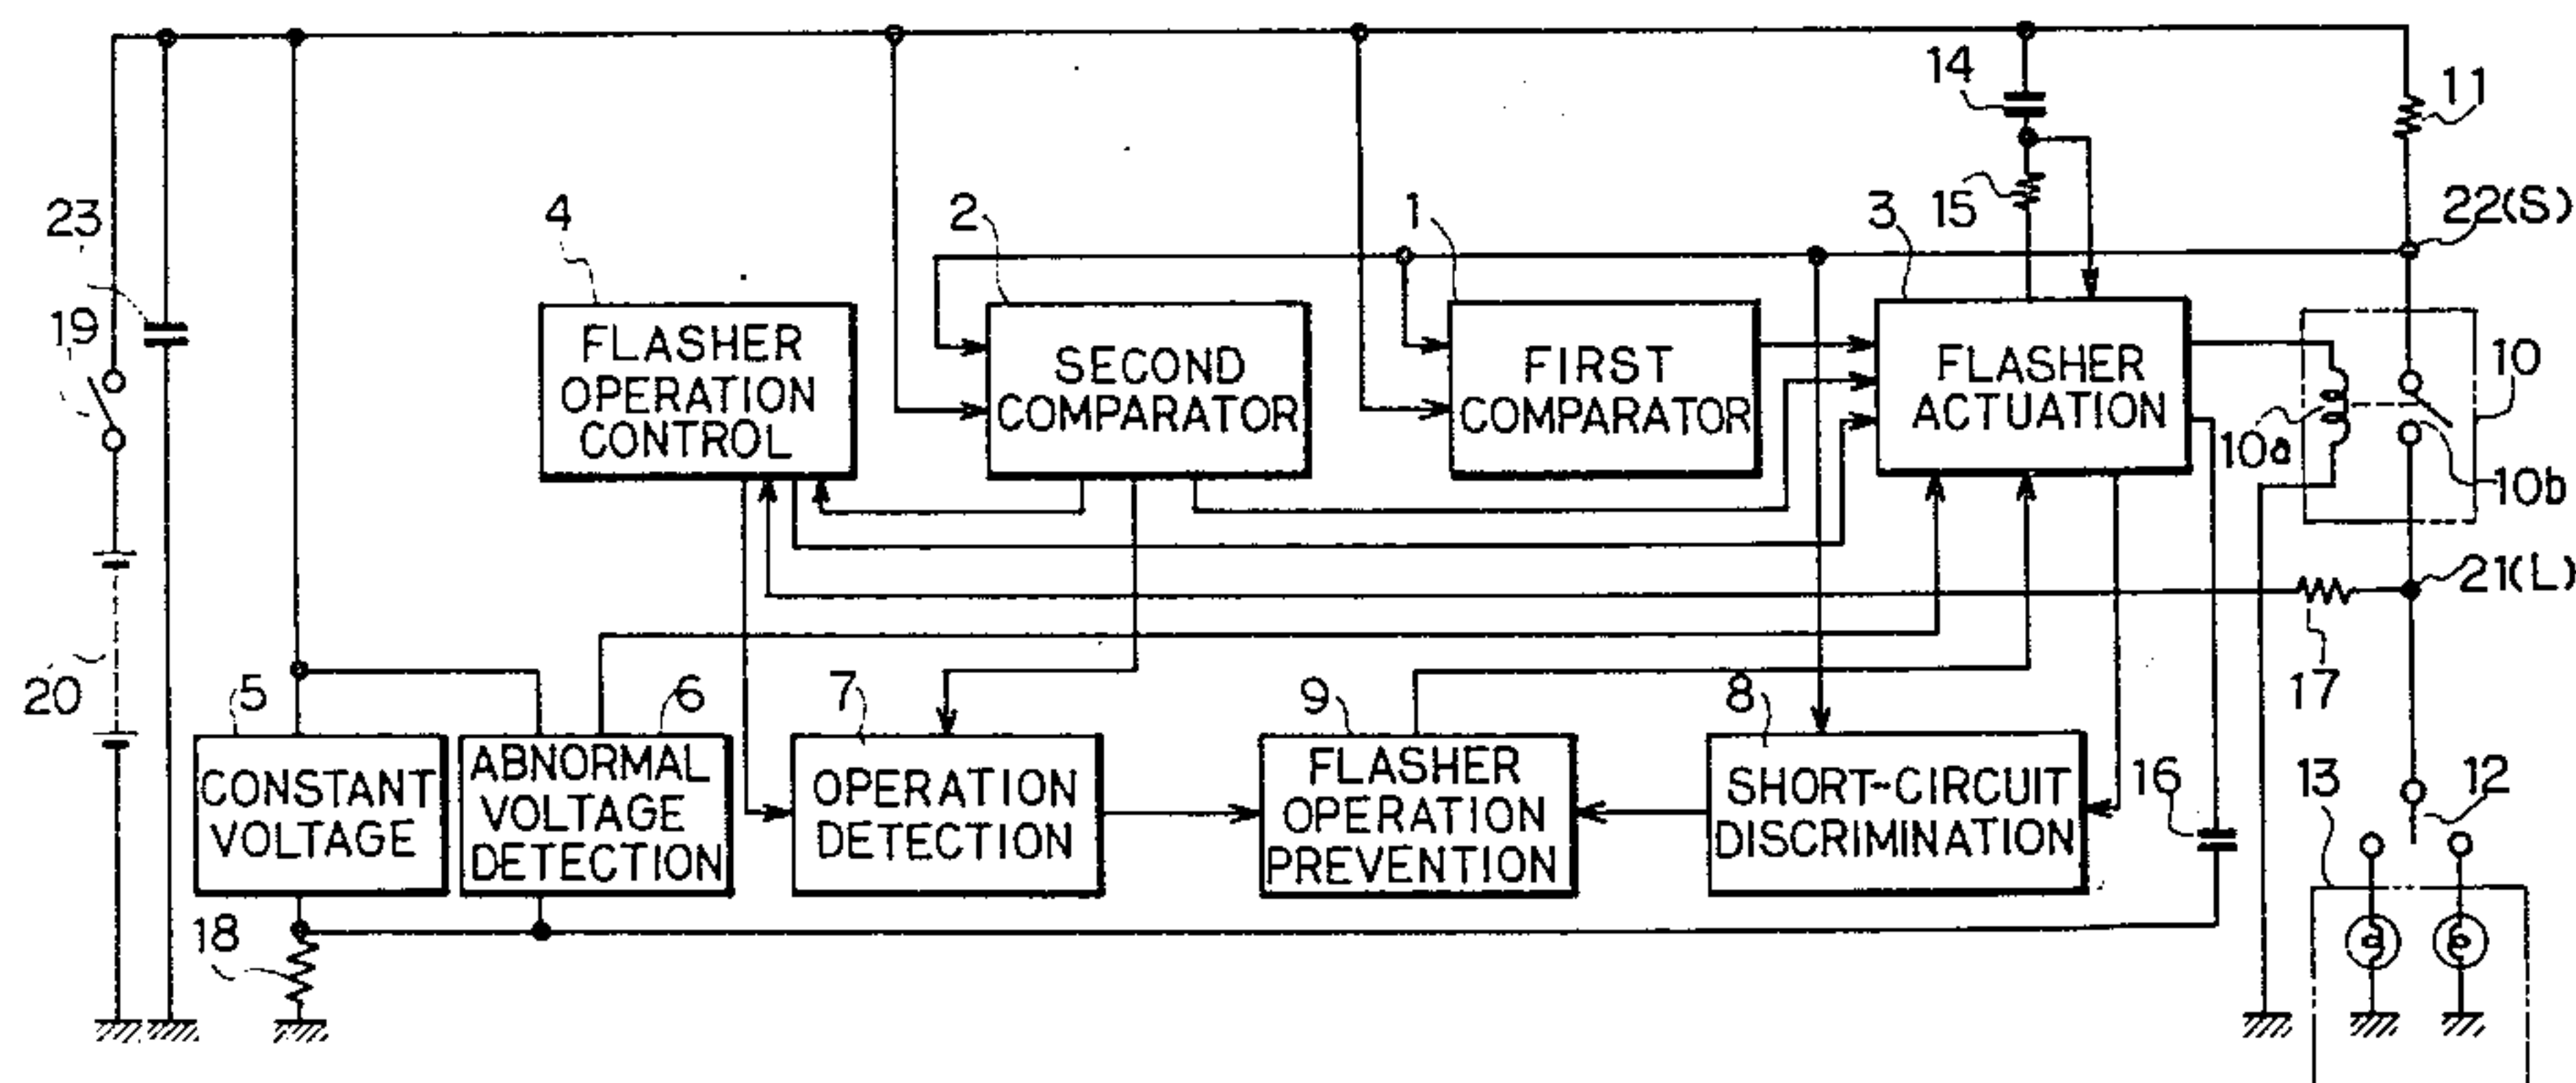 14
11
23
4
2
1
3
15
22(S)
19
FLASHER
OPERATION
CONTROL
SECOND
COMPARATOR
FIRST
COMPARATOR
FLASHER
ACTUATION
10
10a
10b
21(L)
20
5
6
7
9
8
17
CONSTANT
VOLTAGE
ABNORMAL
VOLTAGE
DETECTION
OPERATION
DETECTION
FLASHER
OPERATION
PREVENTION
SHORT-CIRCUIT
DISCRIMINATION
16
13
12
18